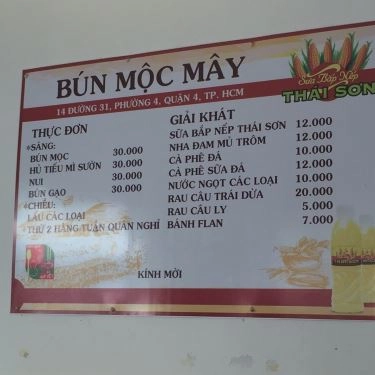 BÚN MỘC MÂY
14 ĐƯỜNG 31, PHƯỜNG 4, QUẬN 4, TP. HCM
Sữa Bắp Nếp
THÁI SƠN
THỰC ĐƠN
*SÁNG:
BÚN MỌC 30.000
HỦ TIẾU MÌ SƯỜN 30.000
NUI 30.000
BÚN GẠO 30.000
*CHIỀU:
LẨU CÁC LOẠI
THỨ 2 HÀNG TUẦN QUÁN NGHỈ
GIẢI KHÁT
SỮA BẮP NẾP THÁI SƠN 12.000
NHA ĐAM MỦ TRÔM 12.000
CÀ PHÊ ĐÁ 10.000
CÀ PHÊ SỮA ĐÁ 12.000
NƯỚC NGỌT CÁC LOẠI 10.000
RAU CÂU TRÁI DỪA 20.000
RAU CÂU LY 5.000
BÁNH FLAN 7.000
KÍNH MỜI